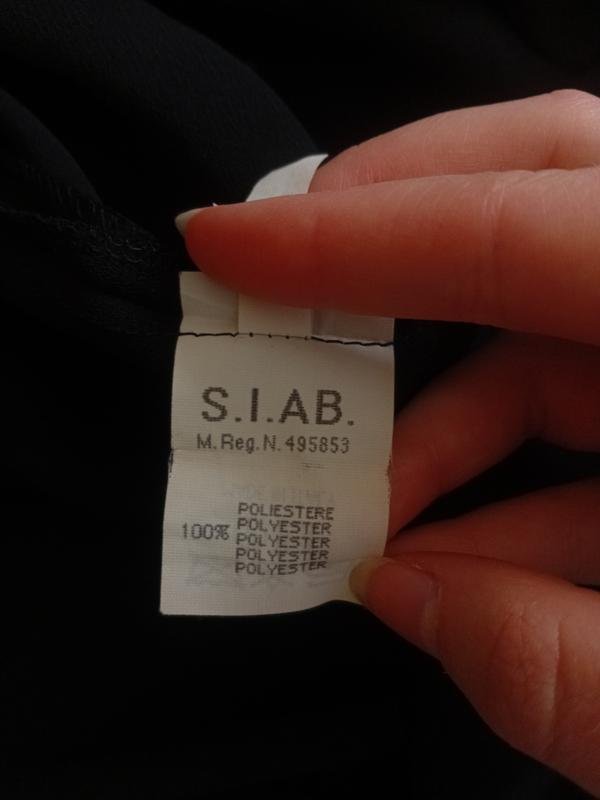 S.I.AB.
M.Reg.N.495853
POLIESTERE
POLYESTER
100% POLYESTER
POLYESTER
POLYESTER